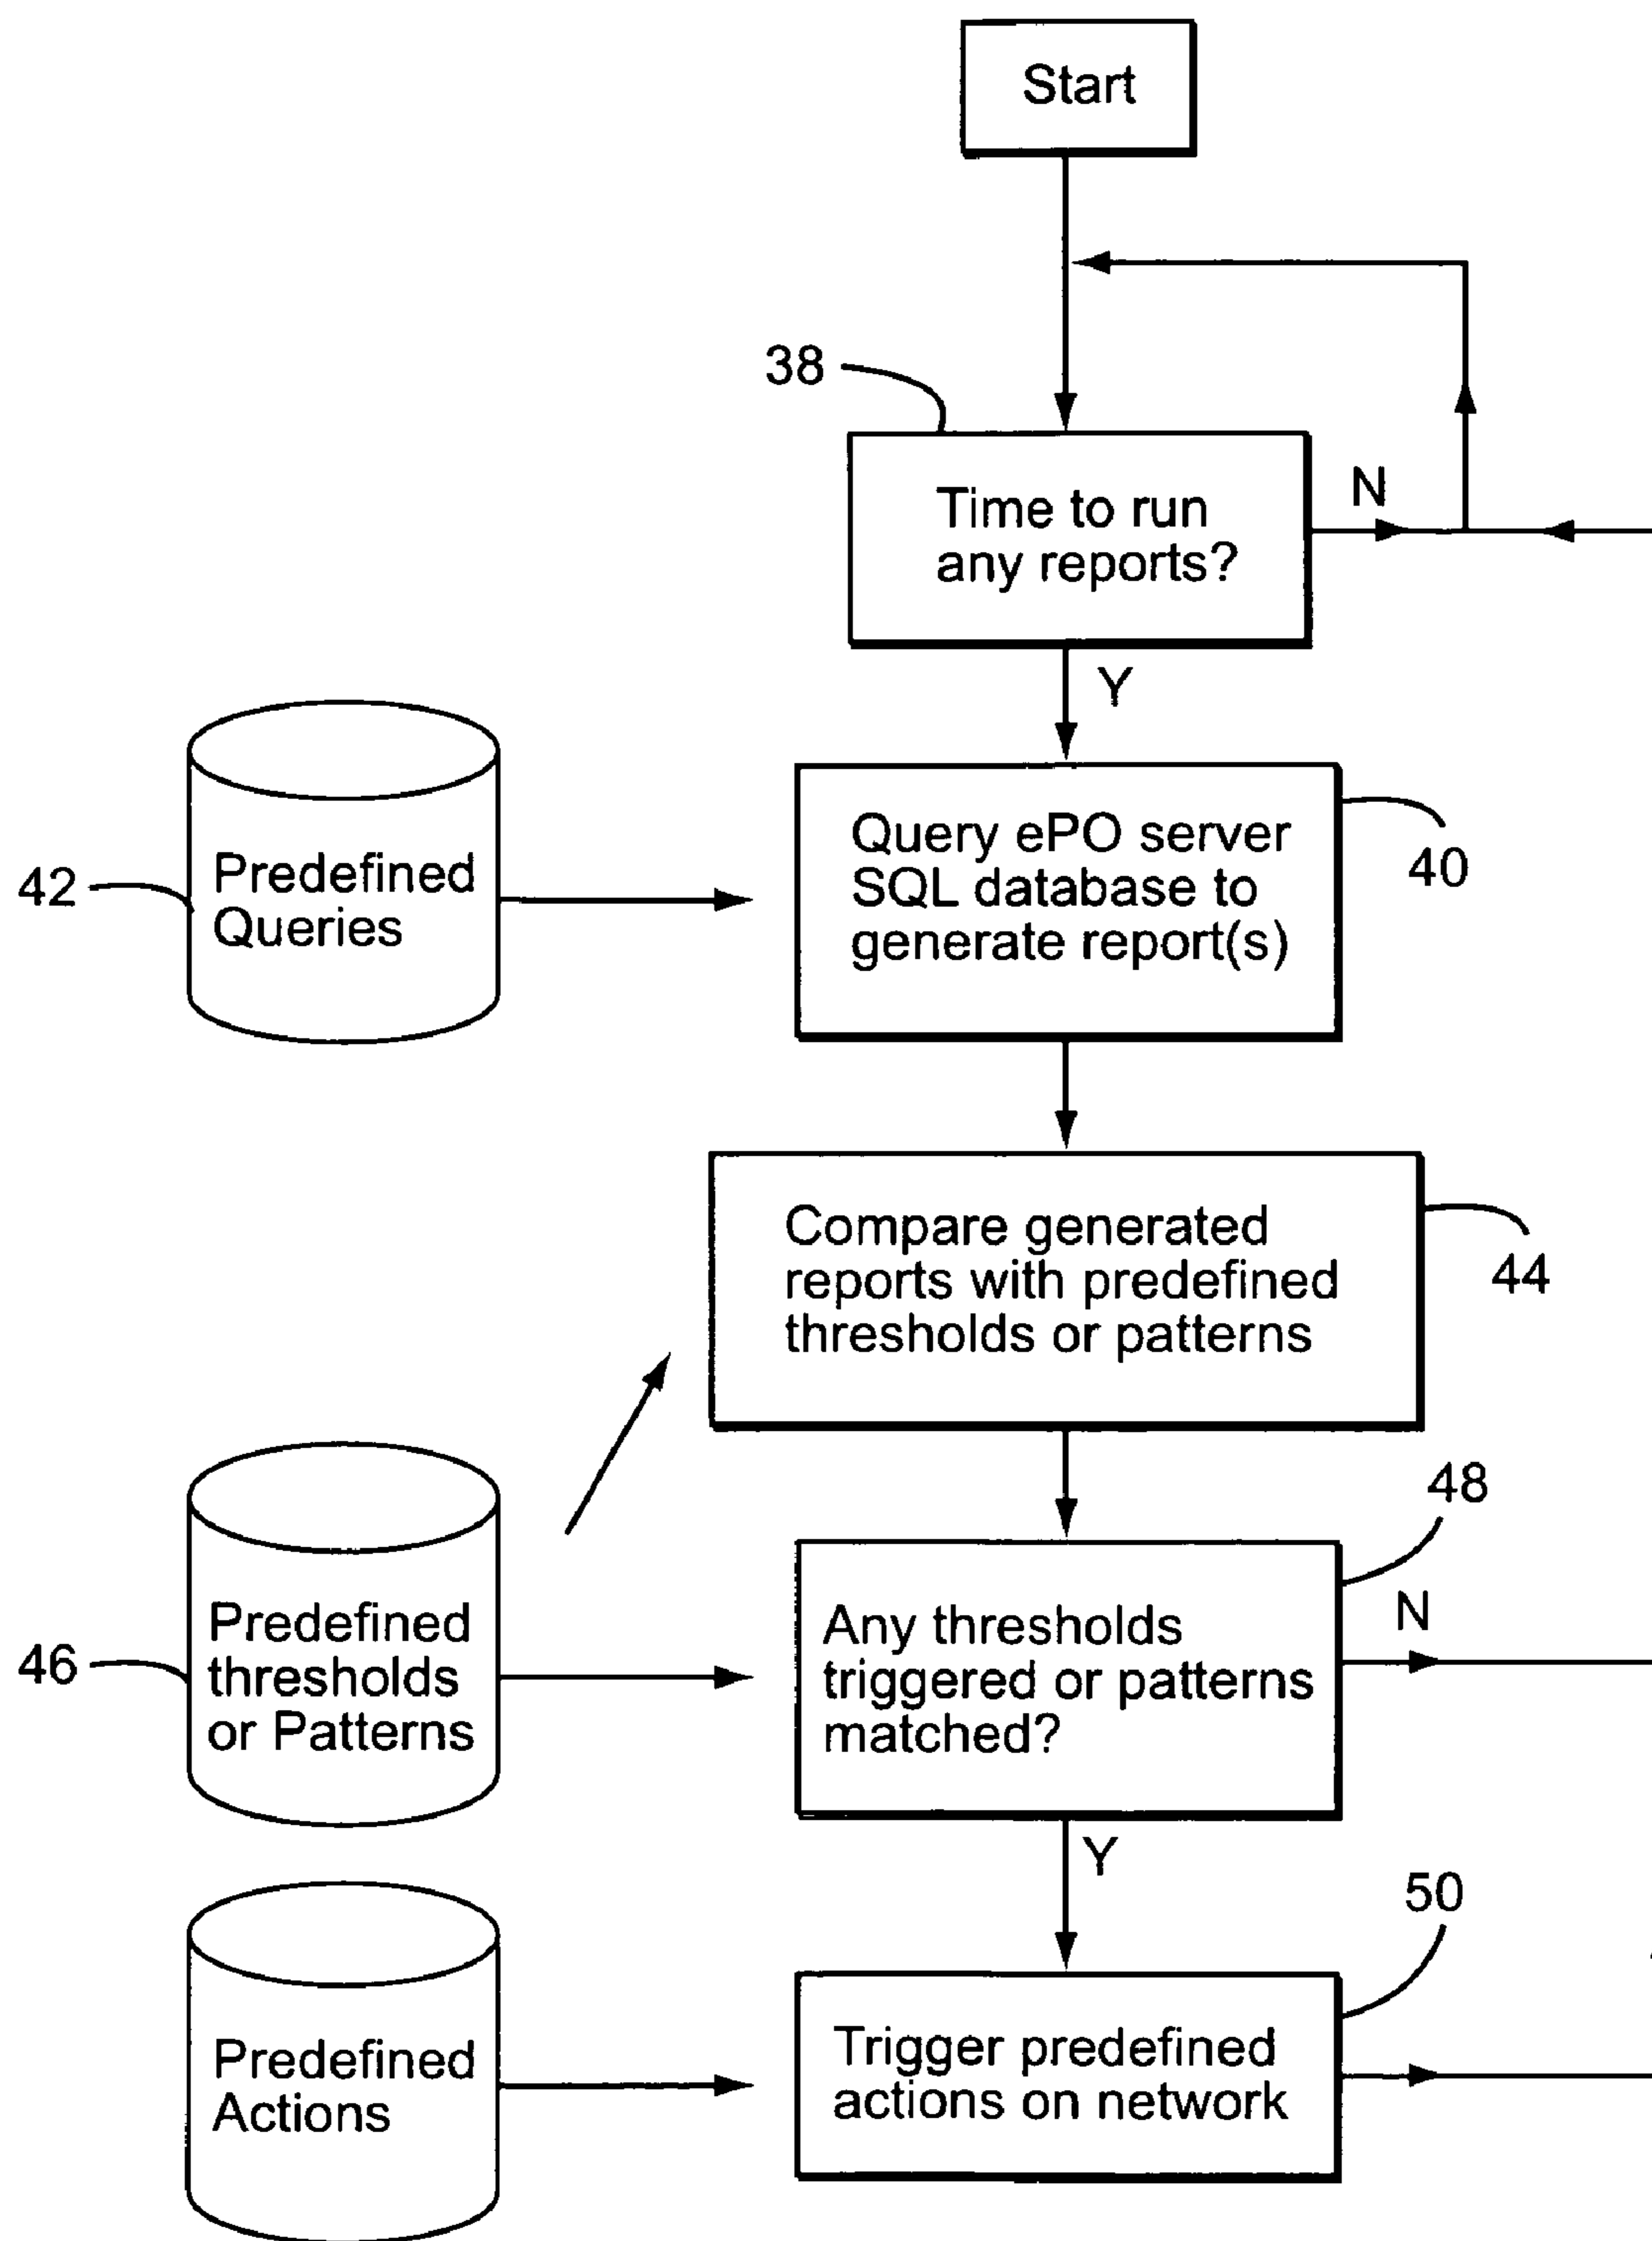 Start
38
Time to run
any reports?
N
Y
42
Predefined
Queries
Query ePO server
SQL database to
generate report(s)
40
Compare generated
reports with predefined
thresholds or patterns
44
46
Predefined
thresholds
or Patterns
Any thresholds
triggered or patterns
matched?
48
N
Y
Predefined
Actions
Trigger predefined
actions on network
50